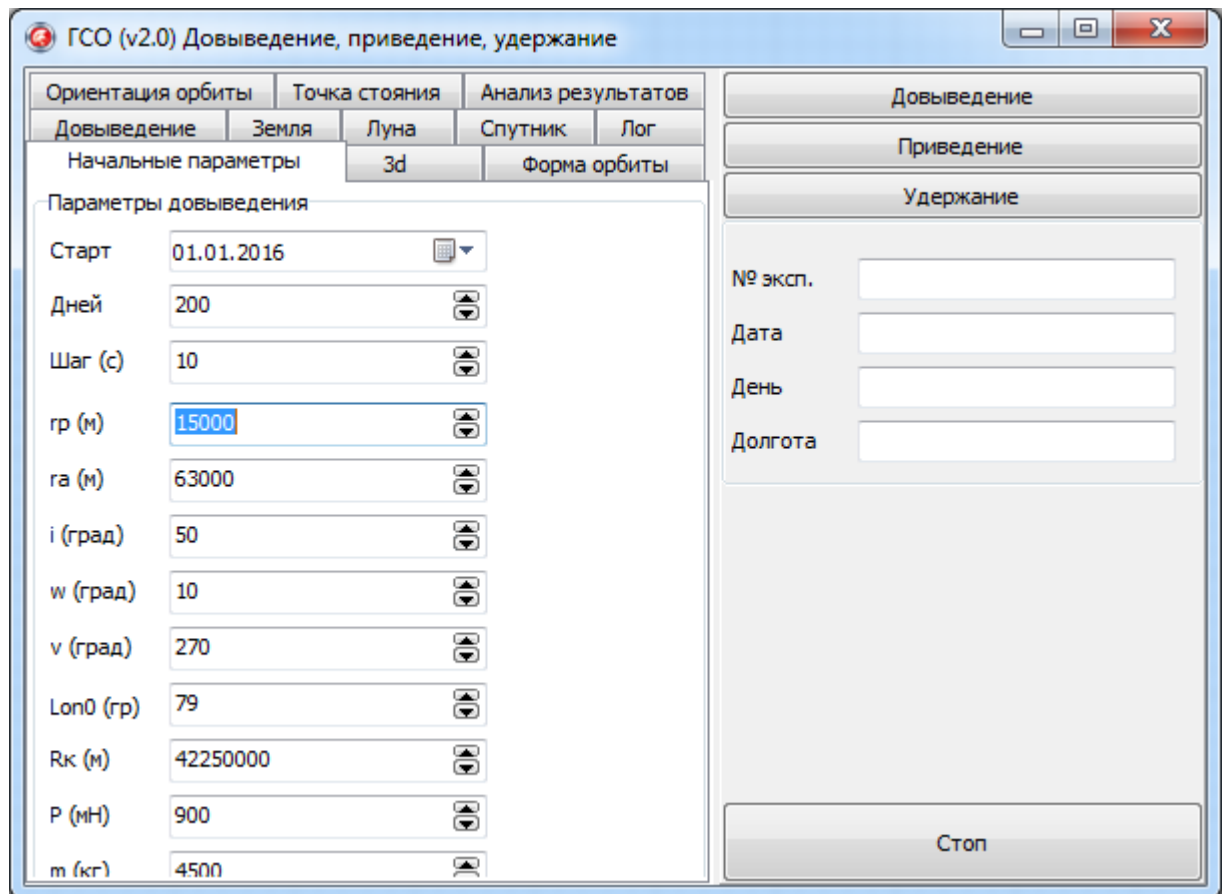 ГСО (v2.0) Довыведение, приведение, удержание
Ориентация орбиты Точка стояния Анализ результатов
Довыведение Земля Луна Спутник Лог
Начальные параметры 3d Форма орбиты
Параметры довыведения
Старт 01.01.2016
Дней 200
Шаг (с) 10
rp (м) 15000
ra (м) 63000
i (град) 50
w (град) 10
v (град) 270
Lon0 (гр) 79
Rк (м) 42250000
P (мН) 900
m (кг) 4500
Довыведение
Приведение
Удержание
№ эксп.
Дата
День
Долгота
Стоп